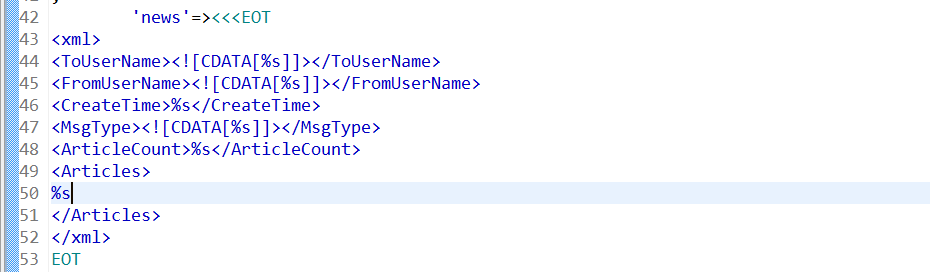 42         'news'=><<<EOT
43 <xml>
44 <ToUserName><![CDATA[%s]]></ToUserName>
45 <FromUserName><![CDATA[%s]]></FromUserName>
46 <CreateTime>%s</CreateTime>
47 <MsgType><![CDATA[%s]]></MsgType>
48 <ArticleCount>%s</ArticleCount>
49 <Articles>
50 %s
51 </Articles>
52 </xml>
53 EOT